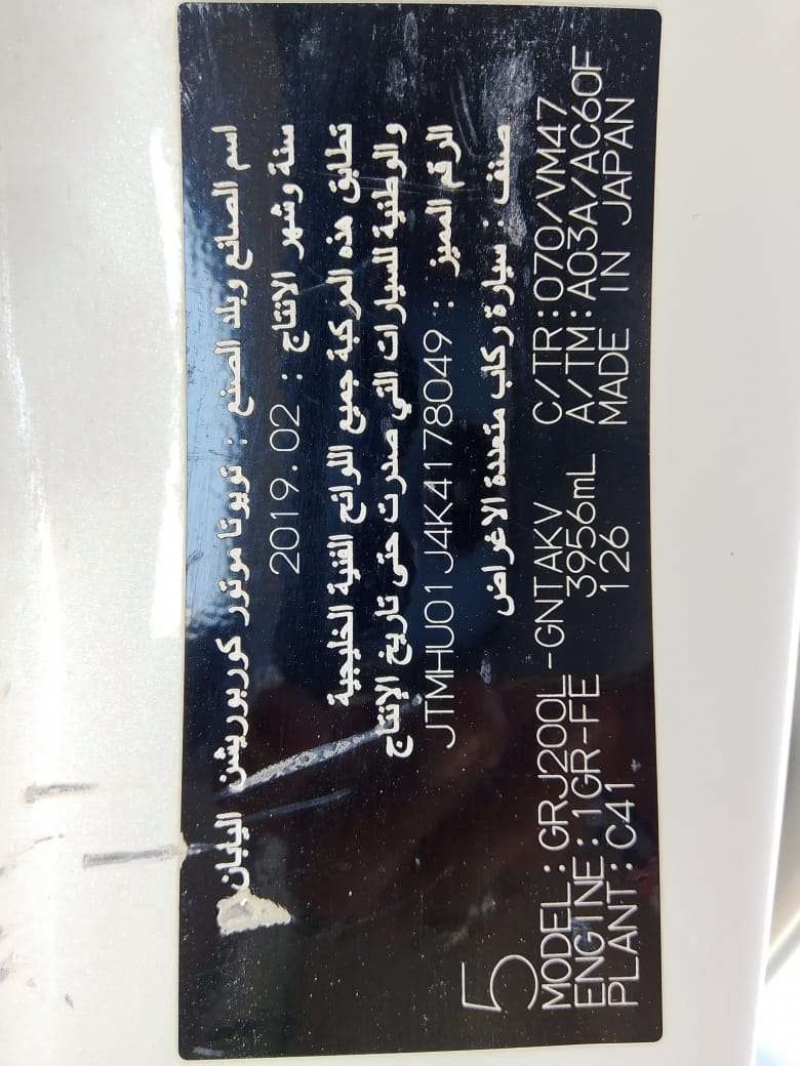 اسم الصانع وبلد الصنع : تويوتا موتور كوربوريشن اليابان
سنة وشهر الانتاج : 2019.02
تطابق هذه المركبة جميع اللوائح الفنية الخليجية
والوطنية للسيارات التي صدرت حتى تاريخ الإنتاج
الرقم المميز : JTMHU01J4K4178049
صنف : سيارة ركاب متعددة الاغراض
5
MODEL:GRJ200L-GNTAKV C/TR:070/VM47
ENGINE:1GR-FE 3956mL A/TM:A03A/AC60F
PLANT:C41 126 MADE IN JAPAN